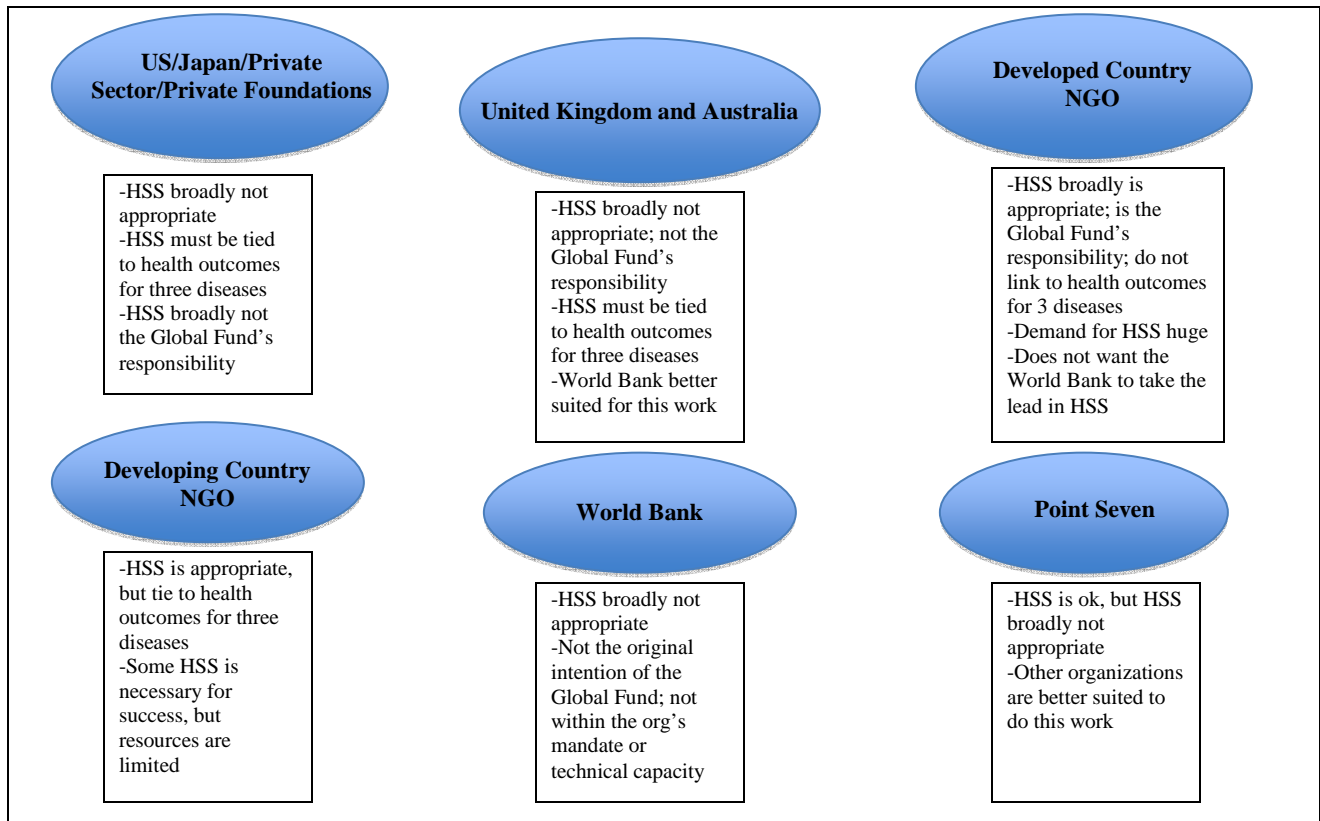 US/Japan/Private
Sector/Private Foundations
-HSS broadly not
appropriate
-HSS must be tied
to health outcomes
for three diseases
-HSS broadly not
the Global Fund's
responsibility
United Kingdom and Australia
-HSS broadly not
appropriate; not the
Global Fund's
responsibility
-HSS must be tied
to health outcomes
for three diseases
-World Bank better
suited for this work
Developed Country
NGO
-HSS broadly is
appropriate; is the
Global Fund's
responsibility; do not
link to health outcomes
for 3 diseases
-Demand for HSS huge
-Does not want the
World Bank to take the
lead in HSS
Developing Country
NGO
-HSS is appropriate,
but tie to health
outcomes for three
diseases
-Some HSS is
necessary for
success, but
resources are
limited
World Bank
-HSS broadly not
appropriate
-Not the original
intention of the
Global Fund; not
within the org's
mandate or
technical capacity
Point Seven
-HSS is ok, but HSS
broadly not
appropriate
-Other organizations
are better suited to
do this work